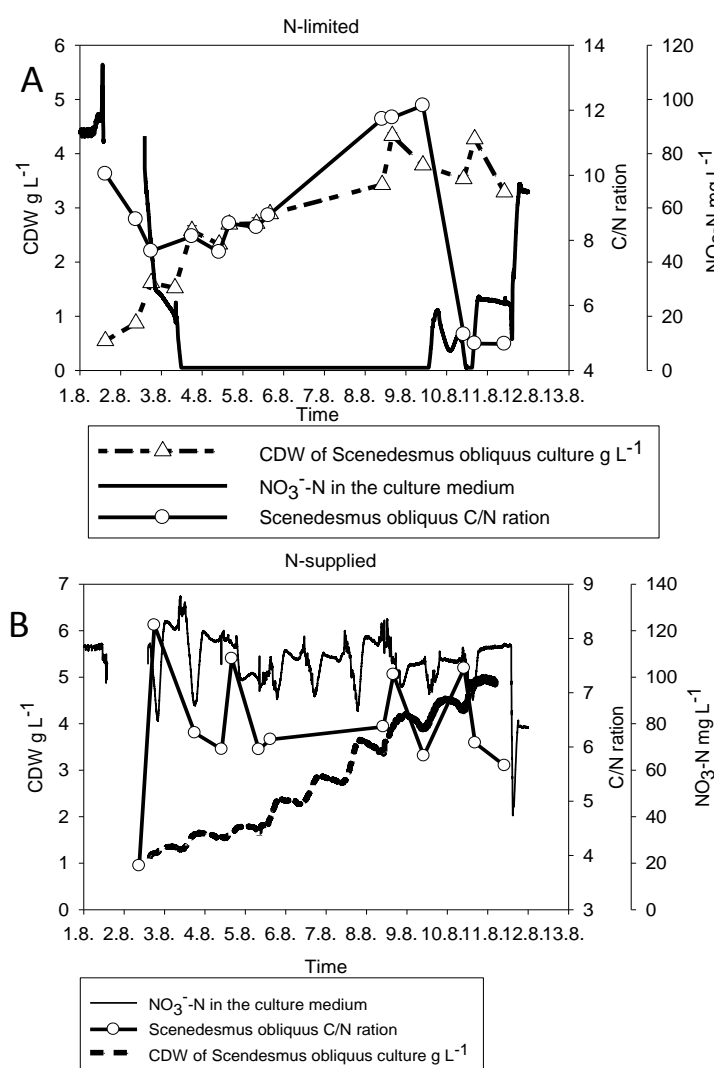 N-limited
A
6
5
4
3
2
1
0
CDW g L-1
14
12
10
8
6
4
C/N ration
120
100
80
60
40
20
0
1.8. 2.8. 3.8. 4.8. 5.8. 6.8. 7.8. 8.8. 9.8. 10.8. 11.8. 12.8. 13.8.
Time
CDW of Scenedesmus obliquus culture g L-1
NO3--N in the culture medium
Scenedesmus obliquus C/N ration
N-supplied
B
7
6
5
4
3
2
1
0
CDW g L-1
9
8
7
6
5
4
3
C/N ration
140
120
100
80
60
40
20
0
NO3-N mg L-1
1.8. 2.8. 3.8. 4.8. 5.8. 6.8. 7.8. 8.8. 9.8. 10.8. 11.8. 12.8. 13.8.
Time
NO3--N in the culture medium
Scenedesmus obliquus C/N ration
CDW of Scendesmus obliquus culture g L-1